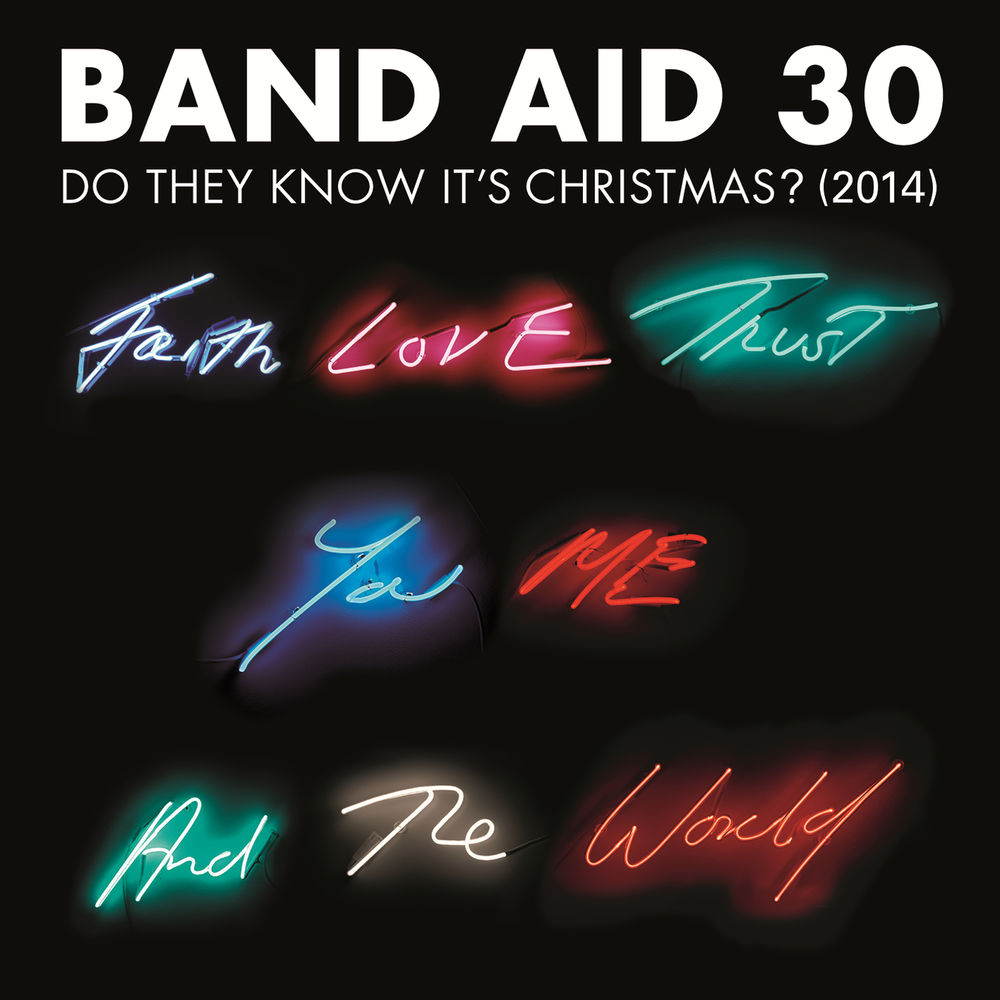 BAND AID 30
DO THEY KNOW IT'S CHRISTMAS? (2014)
Faith LOVE Trust
You ME
And The World